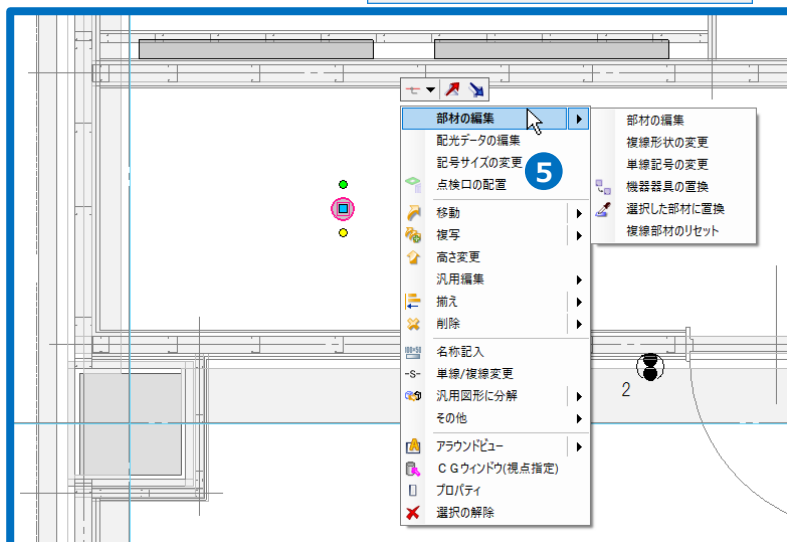 部材の編集
配光データの編集
記号サイズの変更
点検口の配置
移動
複写
高さ変更
汎用編集
揃え
削除
名称記入
-S- 単線/複線変更
汎用図形に分解
その他
アラウンドビュー
CGウィンドウ(視点指定)
プロパティ
選択の解除
部材の編集
複線形状の変更
単線記号の変更
機器器具の置換
選択した部材に置換
複線部材のリセット
5
2